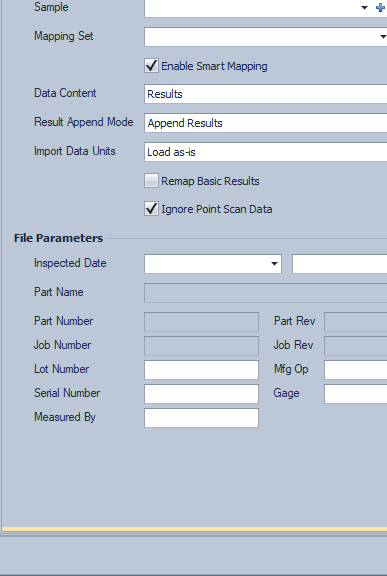 Sample
Mapping Set
Enable Smart Mapping
Data Content Results
Result Append Mode Append Results
Import Data Units Load as-is
Remap Basic Results
Ignore Point Scan Data
File Parameters
Inspected Date
Part Name
Part Number Part Rev
Job Number Job Rev
Lot Number Mfg Op
Serial Number Gage
Measured By